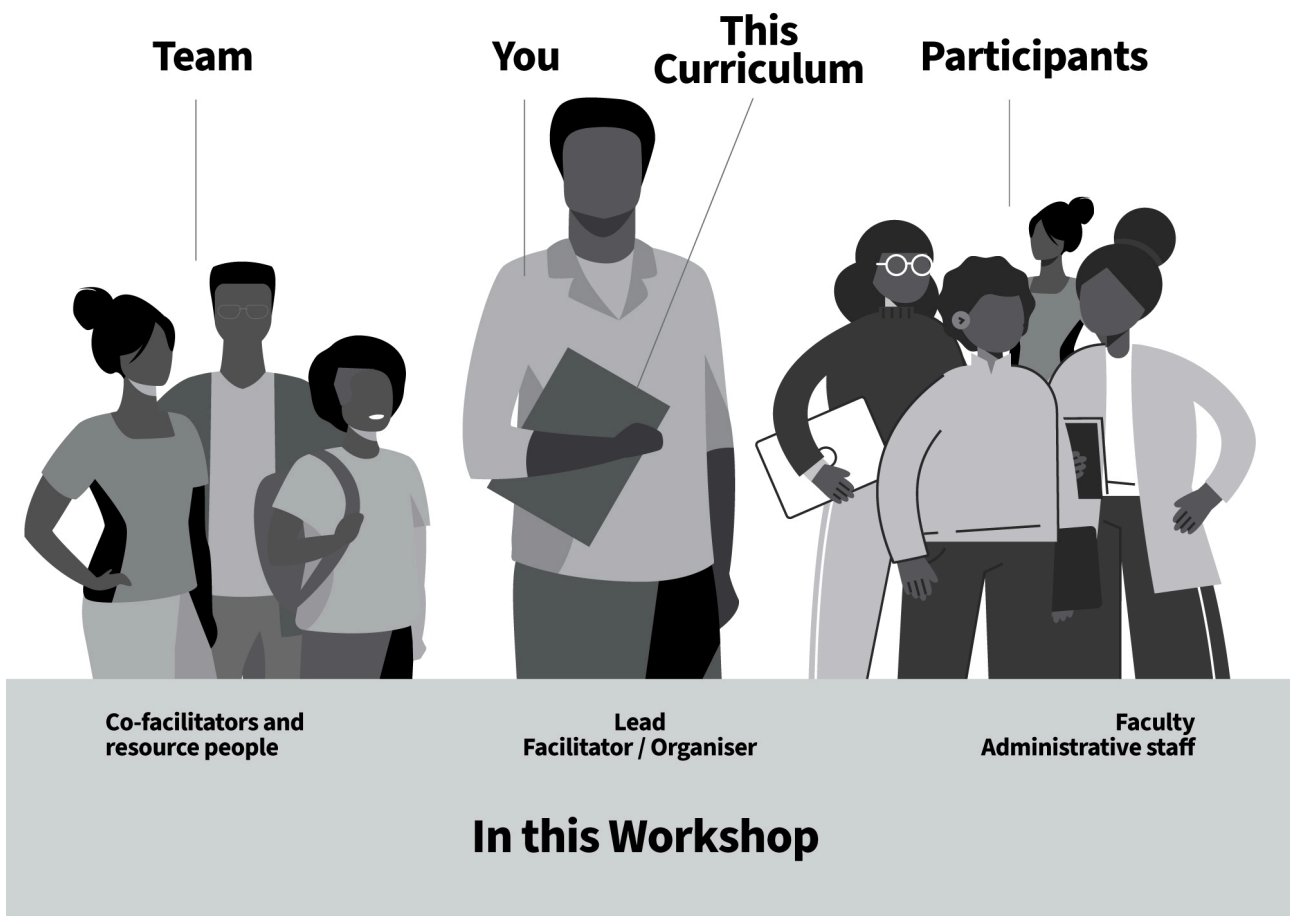 Team
You
This
Curriculum
Participants
Co-facilitators and
resource people
Lead
Facilitator / Organiser
Faculty
Administrative staff
In this Workshop